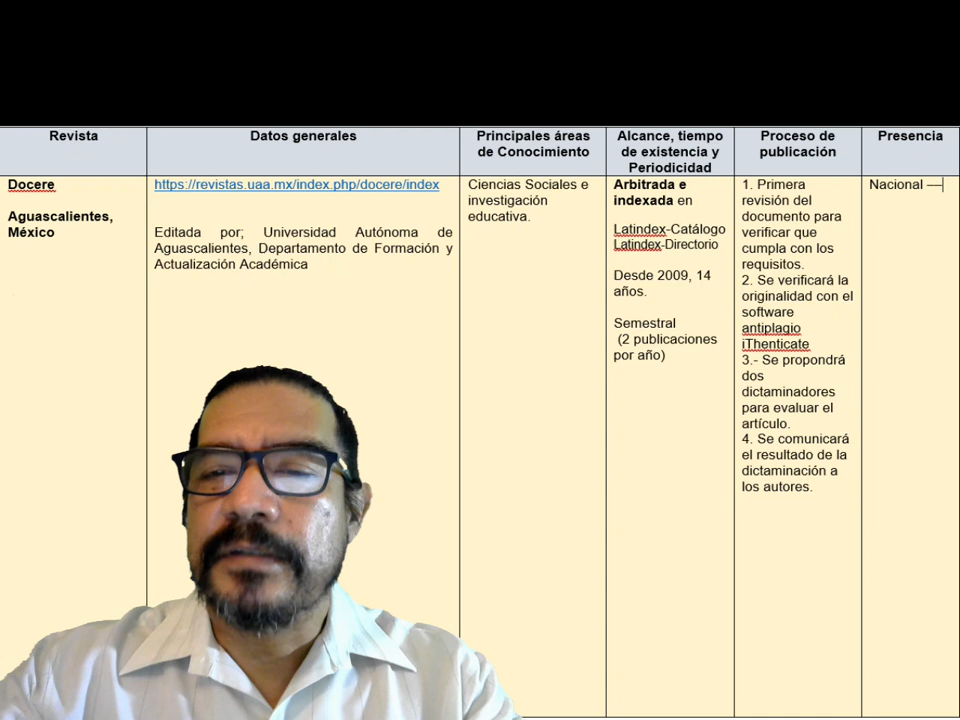 Revista
Datos generales
Principales áreas
de Conocimiento
Alcance, tiempo
de existencia y
Periodicidad
Proceso de
publicación
Presencia
Docere
Aguascalientes,
México
https://revistas.uaa.mx/index.php/docere/index
Editada por; Universidad Autónoma de
Aguascalientes, Departamento de Formación y
Actualización Académica
Ciencias Sociales e
investigación
educativa.
Arbitrada e
indexada en
Latindex-Catálogo
Latindex-Directorio
Desde 2009, 14
años.
Semestral
(2 publicaciones
por año)
1. Primera
revisión del
documento para
verificar que
cumpla con los
requisitos.
2. Se verificará la
originalidad con el
software
antiplagio
iThenticate
3.- Se propondrá
dos
dictaminadores
para evaluar el
artículo.
4. Se comunicará
el resultado de la
dictaminación a
los autores.
Nacional —